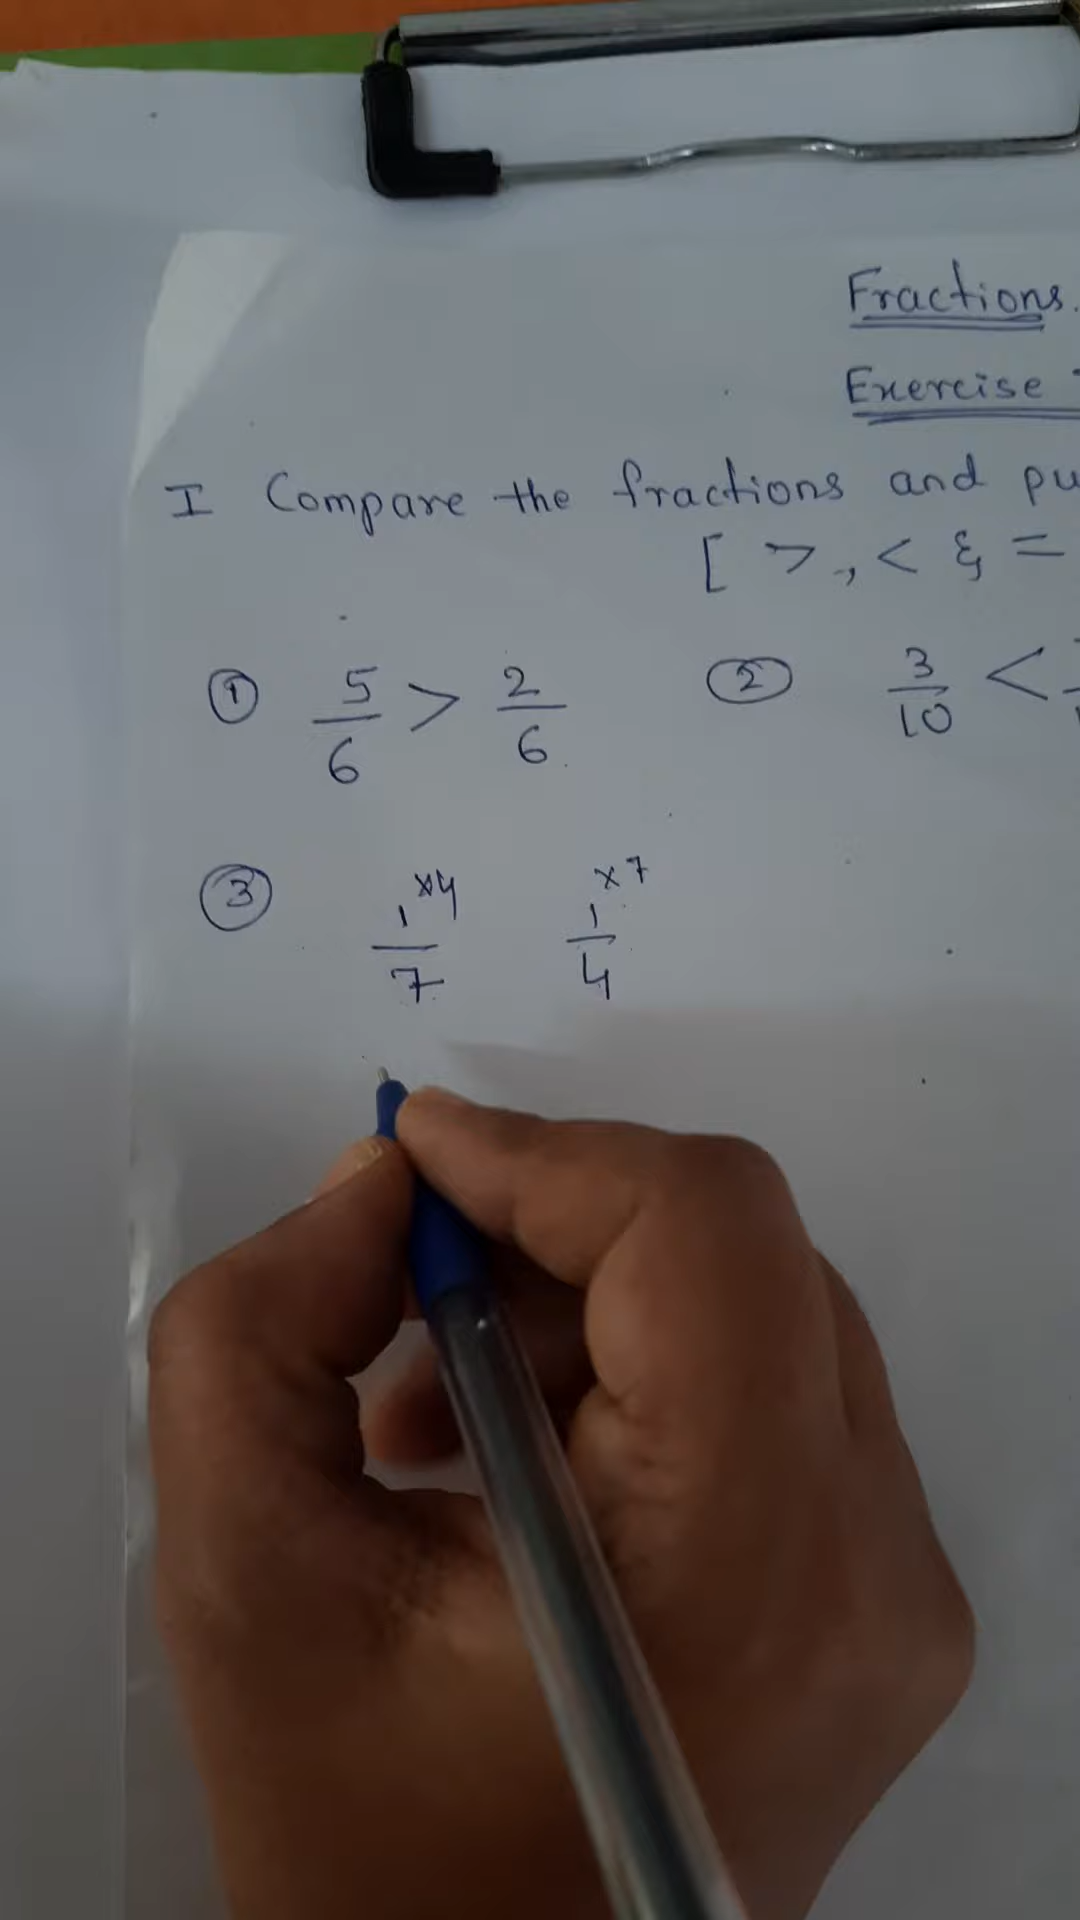 Fractions.
Exercise
I Compare the fractions and pu
[ >, < & =
① 5/6 > 2/6 ② 3/10 <
③ 1×4/7 1×7/4